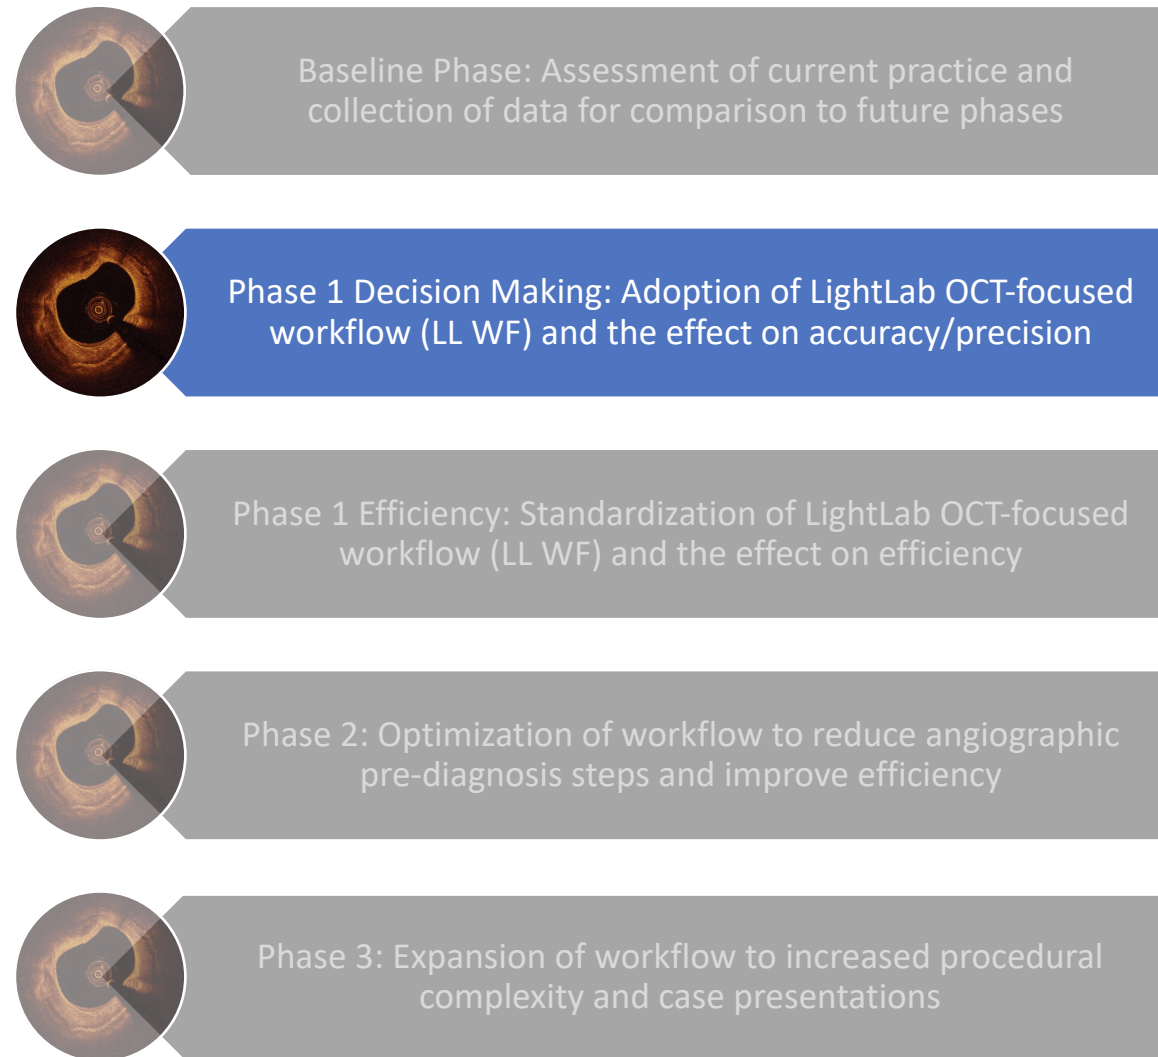 Baseline Phase: Assessment of current practice and
collection of data for comparison to future phases
Phase 1 Decision Making: Adoption of LightLab OCT-focused
workflow (LL WF) and the effect on accuracy/precision
Phase 1 Efficiency: Standardization of LightLab OCT-focused
workflow (LL WF) and the effect on efficiency
Phase 2: Optimization of workflow to reduce angiographic
pre-diagnosis steps and improve efficiency
Phase 3: Expansion of workflow to increased procedural
complexity and case presentations